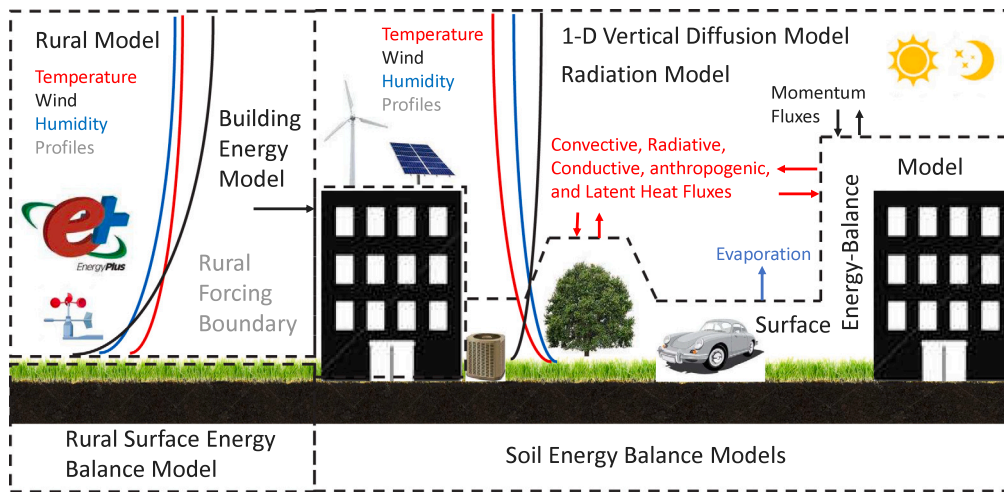 Rural Model
Temperature
Wind
Humidity
Profiles
Building
Energy
Model
e+
EnergyPlus
Rural
Forcing
Boundary
Rural Surface Energy
Balance Model
Temperature
Wind
Humidity
Profiles
1-D Vertical Diffusion Model
Radiation Model
Momentum
Fluxes
Convective, Radiative,
Conductive, anthropogenic,
and Latent Heat Fluxes
Evaporation
Surface
Energy-Balance
Model
Soil Energy Balance Models